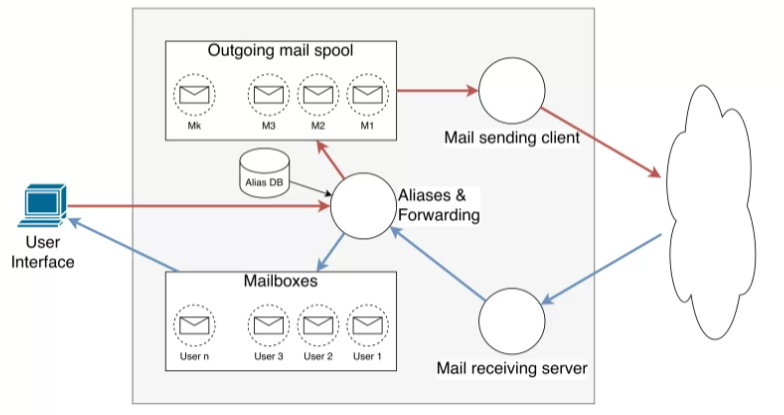 Outgoing mail spool
Mk
M3
M2
M1
Mail sending client
Alias DB
Aliases &
Forwarding
User
Interface
Mailboxes
User n
User 3
User 2
User 1
Mail receiving server